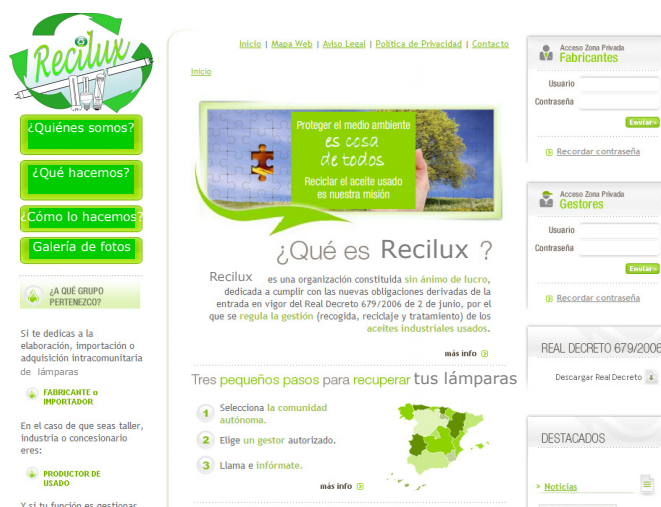 Recilux
¿Quiénes somos?
¿Qué hacemos?
¿Cómo lo hacemos?
Galería de fotos
¿A QUÉ GRUPO
PERTENEZCO?
Si te dedicas a la
elaboración, importación o
adquisición intracomunitaria
de lámparas
FABRICANTE o
IMPORTADOR
En el caso de que seas taller,
industria o concesionario
eres:
PRODUCTOR DE
USADO
Y si tu función es gestionar
Inicio | Mapa Web | Aviso Legal | Política de Privacidad | Contacto
Inicio
Proteger el medio ambiente
es cosa
de todos
Reciclar el aceite usado
es nuestra misión
¿Qué es Recilux ?
Recilux es una organización constituida sin ánimo de lucro,
dedicada a cumplir con las nuevas obligaciones derivadas de la
entrada en vigor del Real Decreto 679/2006 de 2 de junio, por el
que se regula la gestión (recogida, reciclaje y tratamiento) de los
aceites industriales usados.
más info
Tres pequeños pasos para recuperar tus lámparas
1 Selecciona la comunidad
autónoma.
2 Elige un gestor autorizado.
3 Llama e infórmate.
más info
Acceso Zona Privada
Fabricantes
Usuario
Contraseña
Enviar»
Recordar contraseña
Acceso Zona Privada
Gestores
Usuario
Contraseña
Enviar»
Recordar contraseña
REAL DECRETO 679/2006
Descargar Real Decreto
DESTACADOS
> Noticias